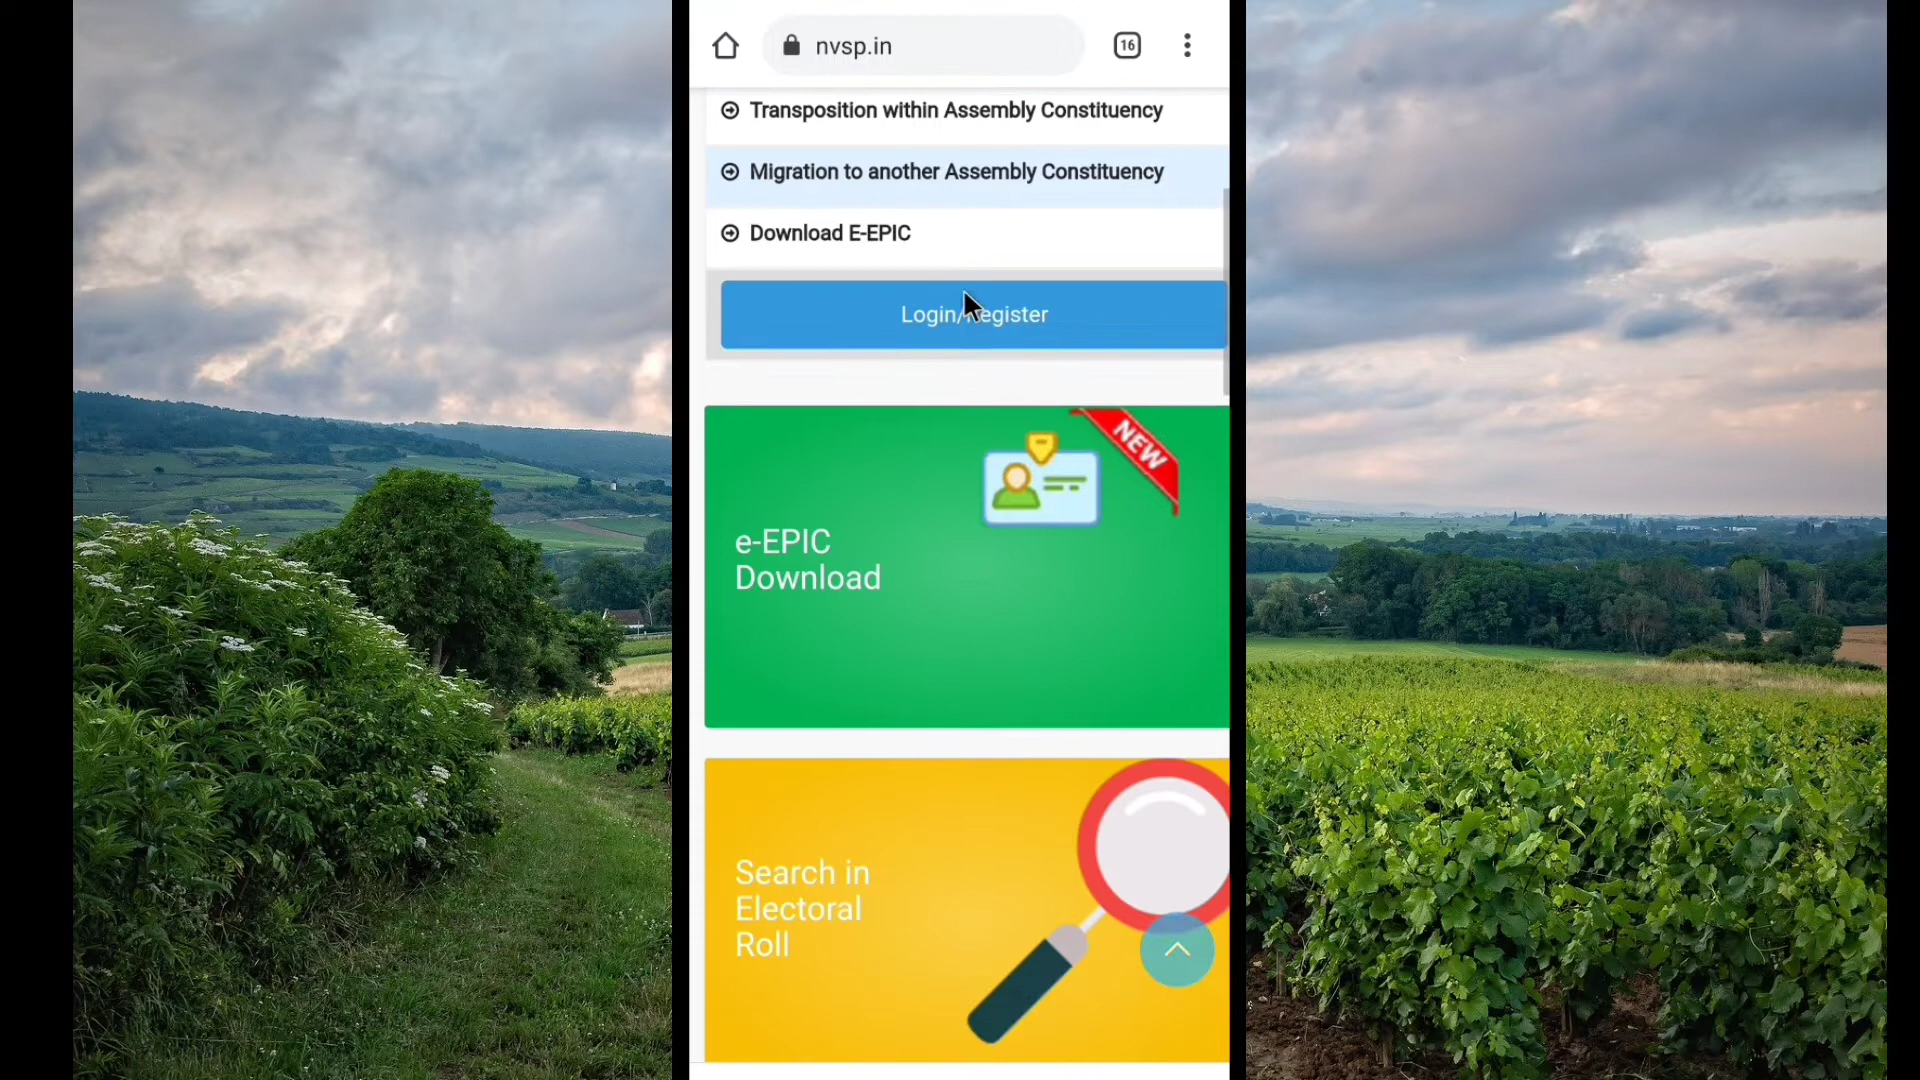 nvsp.in
16
Transposition within Assembly Constituency
Migration to another Assembly Constituency
Download E-EPIC
Login/Register
NEW
e-EPIC
Download
Search in
Electoral
Roll